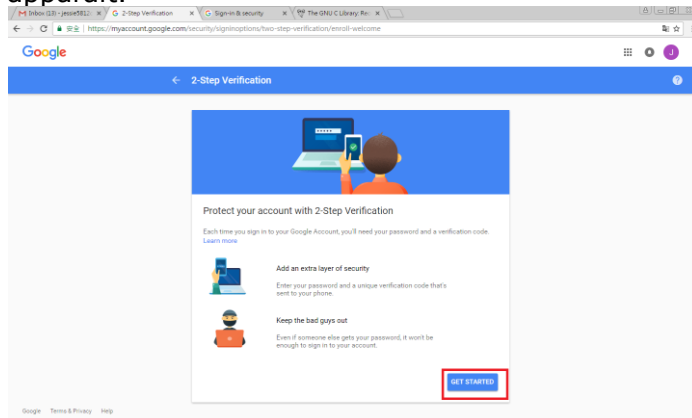 apparaît.
Inbox (18) - jessie5812
G 2-Step Verification
G Sign-in & security
The GNU C Library: Re
https://myaccount.google.com/security/signinoptions/two-step-verification/enroll-welcome
Google
J
← 2-Step Verification
?
Protect your account with 2-Step Verification
Each time you sign in to your Google Account, you'll need your password and a verification code.
Learn more
Add an extra layer of security
Enter your password and a unique verification code that's
sent to your phone.
Keep the bad guys out
Even if someone else gets your password, it won't be
enough to sign in to your account.
GET STARTED
Google Terms & Privacy Help